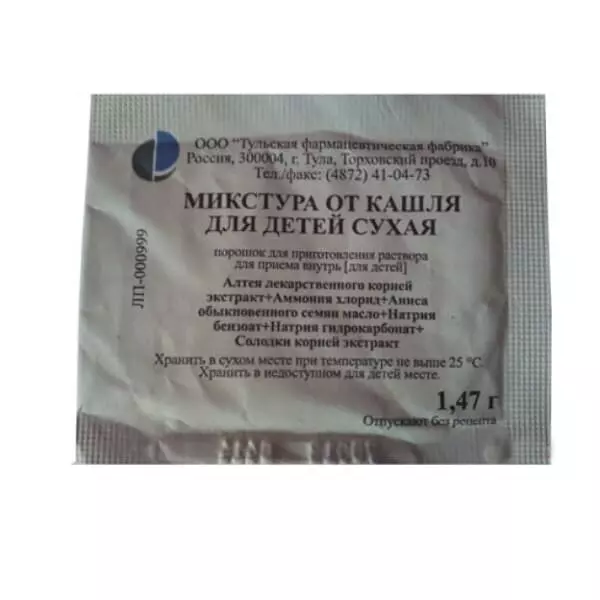 ООО "Тульская фармацевтическая фабрика"
Россия, 300004, г. Тула, Торховский проезд, д.10
Тел./факс: (4872) 41-04-73
МИКСТУРА ОТ КАШЛЯ
ДЛЯ ДЕТЕЙ СУХАЯ
порошок для приготовления раствора
для приема внутрь [для детей]
Алтея лекарственного корней
экстракт+Аммония хлорид+Аниса
обыкновенного семян масло+Натрия
бензоат+Натрия гидрокарбонат+
Солодки корней экстракт
Хранить в сухом месте при температуре не выше 25 °С.
Хранить в недоступном для детей месте.
1,47 г
Отпускают без рецепта
ЛП-000999